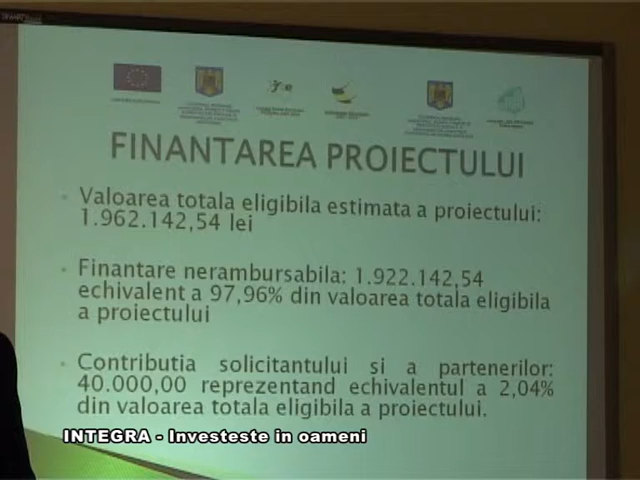 FINANTAREA PROIECTULUI
Valoarea totala eligibila estimata a proiectului:
1.962.142,54 lei
Finantare nerambursabila: 1.922.142,54
echivalent a 97,96% din valoarea totala eligibila
a proiectului
Contributia solicitantului si a partenerilor:
40.000,00 reprezentand echivalentul a 2,04%
din valoarea totala eligibila a proiectului.
INTEGRA - Investeste in oameni